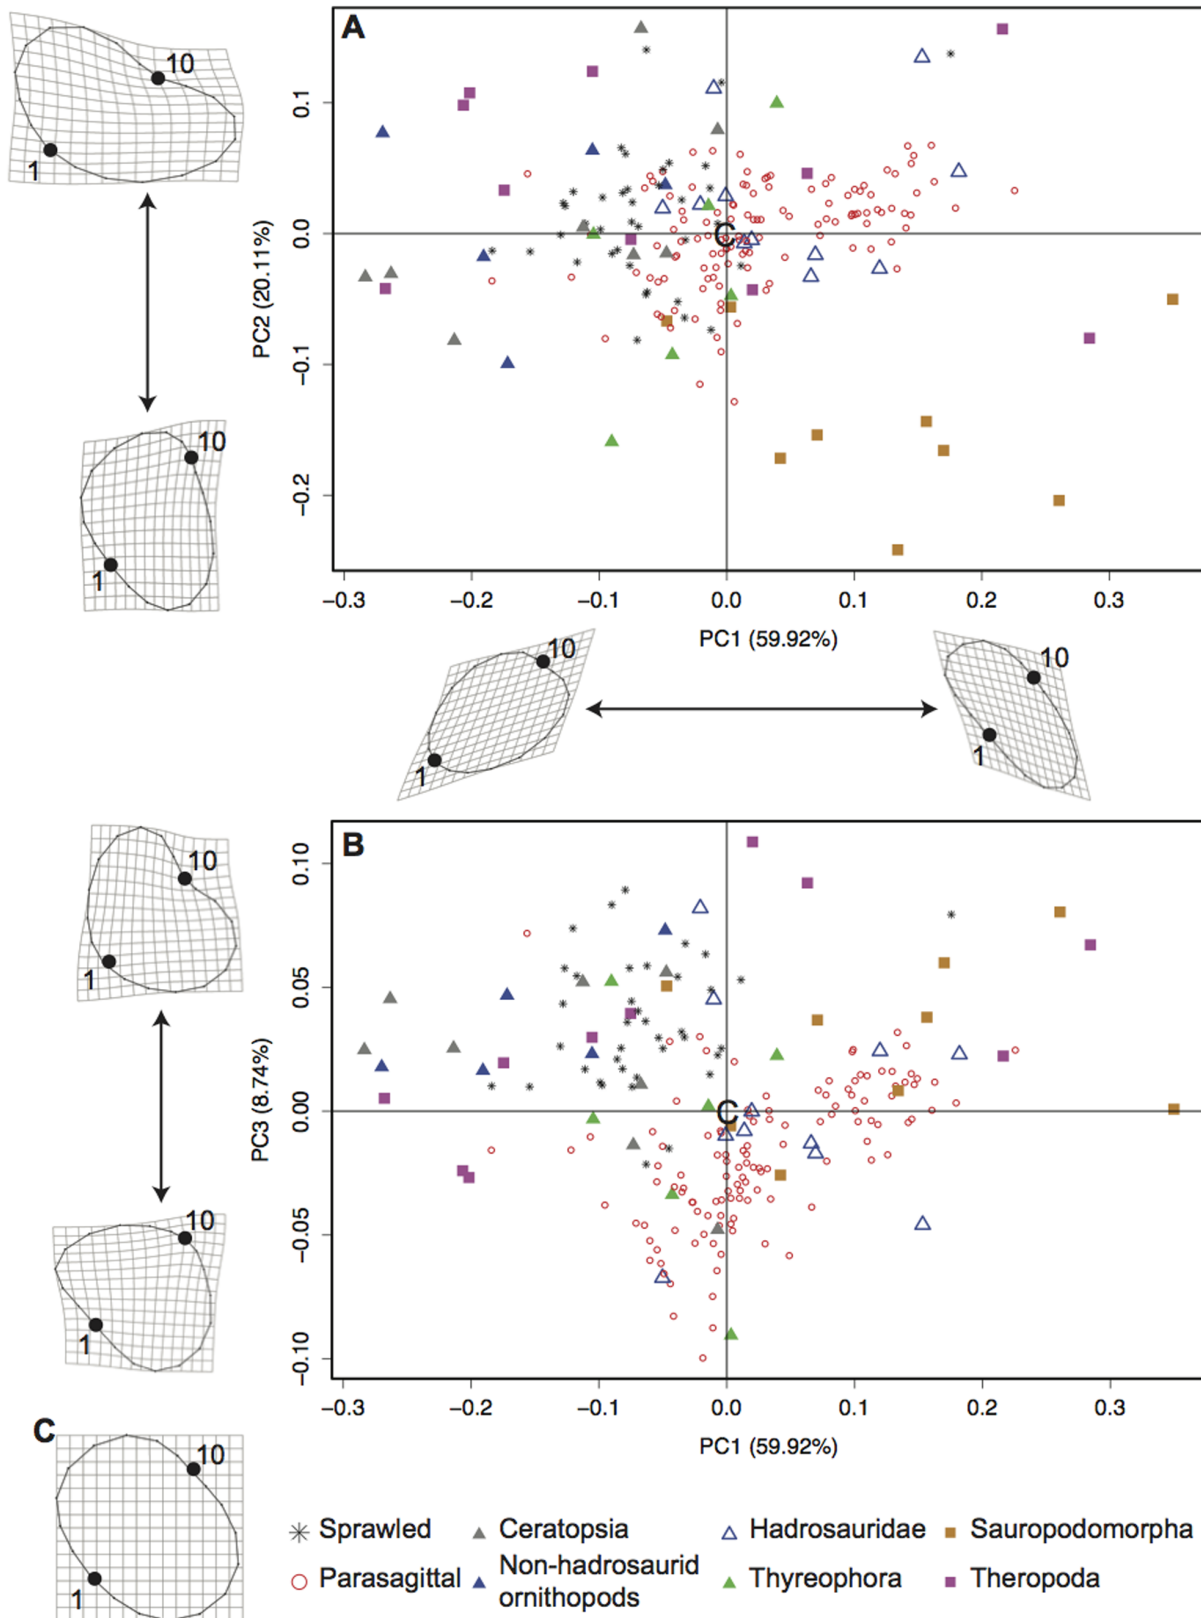 A
10
1
0.1
0.0
−0.1
−0.2
PC2 (20.11%)
C
10
1
−0.3 −0.2 −0.1 0.0 0.1 0.2 0.3
PC1 (59.92%)
10
1
10
1
B
10
1
0.10
0.05
0.00
−0.05
−0.10
PC3 (8.74%)
C
10
1
−0.3 −0.2 −0.1 0.0 0.1 0.2 0.3
PC1 (59.92%)
C
10
1
Sprawled Ceratopsia Hadrosauridae Sauropodomorpha
Parasagittal Non-hadrosaurid Thyreophora Theropoda
ornithopods